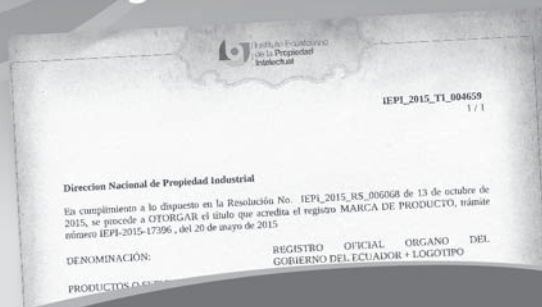 Instituto Ecuatoriano
de la Propiedad
Intelectual
IEPI_2015_TI_004659
1 / 1
Direccion Nacional de Propiedad Industrial
En cumplimiento a lo dispuesto en la Resolución No. IEPI_2015_RS_006068 de 13 de octubre de
2015, se procede a OTORGAR el título que acredita el registro MARCA DE PRODUCTO, trámite
número IEPI-2015-17396 , del 20 de mayo de 2015
DENOMINACIÓN:
REGISTRO OFICIAL ORGANO DEL
GOBIERNO DEL ECUADOR + LOGOTIPO
PRODUCTOS O